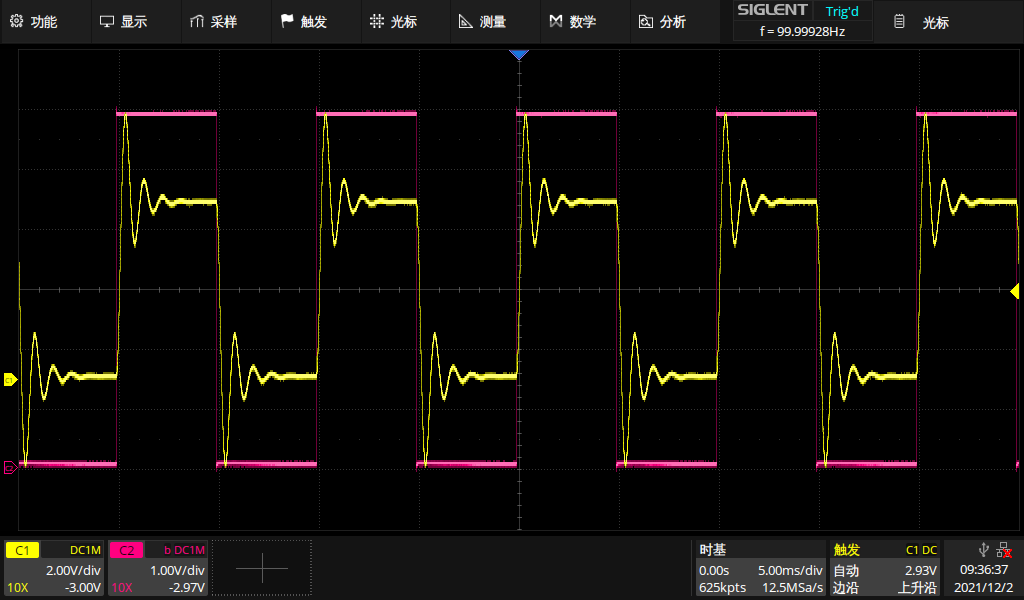 功能 显示 采样 触发 光标 测量 数学 分析 SIGLENT Trig'd 光标
f = 99.99928Hz
C1
C2
C1 DC1M C2 b DC1M 时基 触发 C1 DC
2.00V/div 1.00V/div 0.00s 5.00ms/div 自动 2.93V 09:36:37
10X -3.00V 10X -2.97V 625kpts 12.5MSa/s 边沿 上升沿 2021/12/2